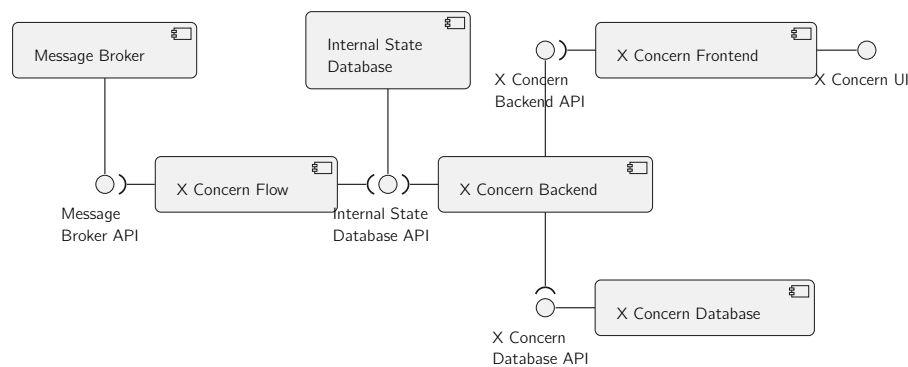 Message Broker
Internal State
Database
X Concern Frontend
X Concern
Backend API
X Concern UI
X Concern Flow
X Concern Backend
Message
Broker API
Internal State
Database API
X Concern Database
X Concern
Database API